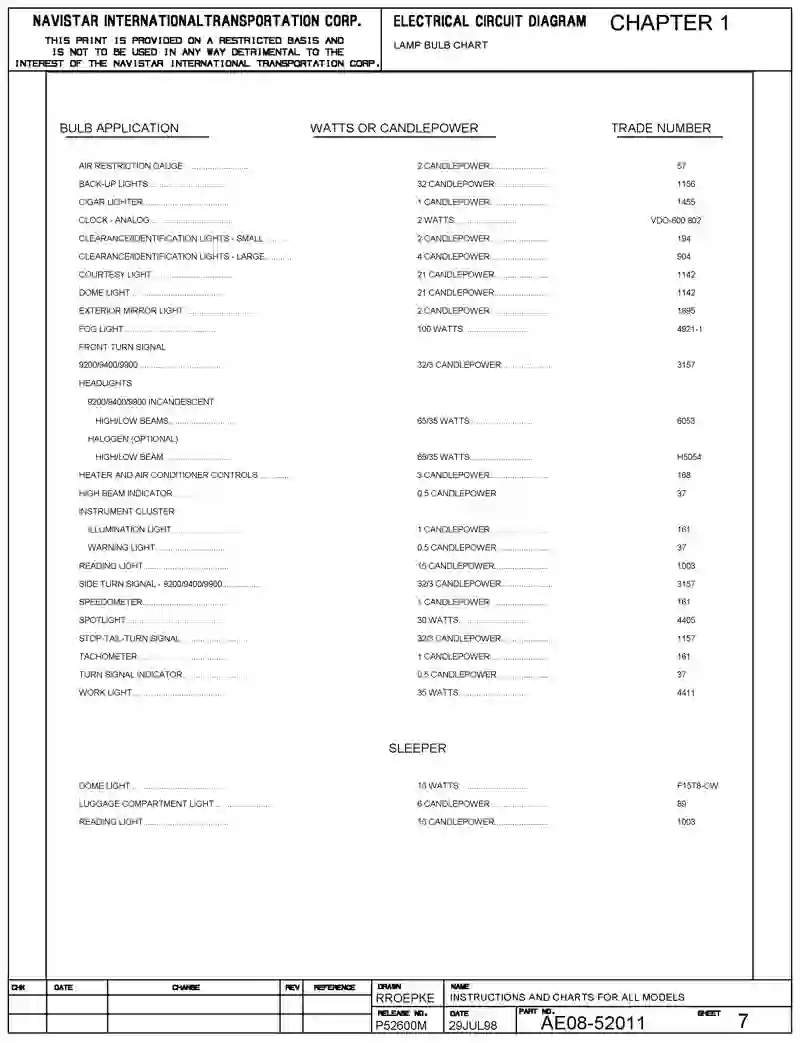 NAVISTAR INTERNATIONAL TRANSPORTATION CORP.
THIS PRINT IS PROVIDED ON A RESTRICTED BASIS AND
IS NOT TO BE USED IN ANY WAY DETRIMENTAL TO THE
INTEREST OF THE NAVISTAR INTERNATIONAL TRANSPORTATION CORP.
ELECTRICAL CIRCUIT DIAGRAM CHAPTER 1
LAMP BULB CHART
BULB APPLICATION WATTS OR CANDLEPOWER TRADE NUMBER
AIR RESTRICTION GAUGE 2 CANDLEPOWER 57
BACK-UP LIGHTS 32 CANDLEPOWER 1156
CIGAR LIGHTER 1 CANDLEPOWER 1455
CLOCK - ANALOG 2 WATTS VDO-600 802
CLEARANCE/IDENTIFICATION LIGHTS - SMALL 2 CANDLEPOWER 194
CLEARANCE/IDENTIFICATION LIGHTS - LARGE 4 CANDLEPOWER 904
COURTESY LIGHT 21 CANDLEPOWER 1142
DOME LIGHT 21 CANDLEPOWER 1142
EXTERIOR MIRROR LIGHT 2 CANDLEPOWER 1895
FOG LIGHT 100 WATTS 4921-1
FRONT TURN SIGNAL
9200/9400/9900 32/3 CANDLEPOWER 3157
HEADLIGHTS
9200/9400/9900 INCANDESCENT
HIGH/LOW BEAMS 65/35 WATTS 6053
HALOGEN (OPTIONAL)
HIGH/LOW BEAM 65/35 WATTS H5054
HEATER AND AIR CONDITIONER CONTROLS 3 CANDLEPOWER 168
HIGH BEAM INDICATOR 0.5 CANDLEPOWER 37
INSTRUMENT CLUSTER
ILLUMINATION LIGHT 1 CANDLEPOWER 161
WARNING LIGHT 0.5 CANDLEPOWER 37
READING LIGHT 15 CANDLEPOWER 1003
SIDE TURN SIGNAL - 9200/9400/9900 32/3 CANDLEPOWER 3157
SPEEDOMETER 1 CANDLEPOWER 161
SPOTLIGHT 30 WATTS 4405
STOP-TAIL-TURN SIGNAL 32/3 CANDLEPOWER 1157
TACHOMETER 1 CANDLEPOWER 161
TURN SIGNAL INDICATOR 0.5 CANDLEPOWER 37
WORK LIGHT 35 WATTS 4411
SLEEPER
DOME LIGHT 15 WATTS F15T8-CW
LUGGAGE COMPARTMENT LIGHT 6 CANDLEPOWER 89
READING LIGHT 15 CANDLEPOWER 1003
CHK DATE CHANGE REV REFERENCE
DRAWN
RROEPKE
NAME
INSTRUCTIONS AND CHARTS FOR ALL MODELS
RELEASE NO.
P52600M
DATE
29JUL98
PART NO.
AE08-52011
SHEET 7